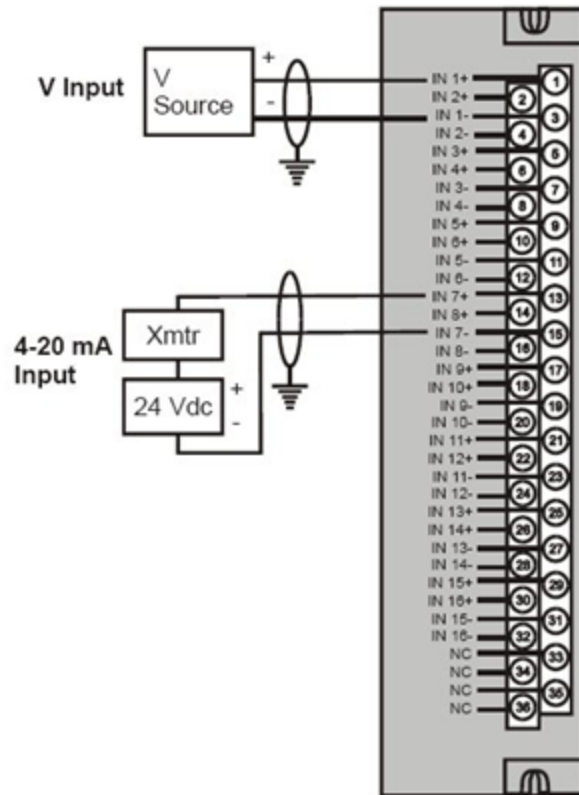 V Input
V
Source
+
-
4-20 mA
Input
Xmtr
24 Vdc
+
-
IN 1+
IN 2+
IN 1-
IN 2-
IN 3+
IN 4+
IN 3-
IN 4-
IN 5+
IN 6+
IN 5-
IN 6-
IN 7+
IN 8+
IN 7-
IN 8-
IN 9+
IN 10+
IN 9-
IN 10-
IN 11+
IN 12+
IN 11-
IN 12-
IN 13+
IN 14+
IN 13-
IN 14-
IN 15+
IN 16+
IN 15-
IN 16-
NC
NC
NC
NC
1
2
3
4
5
6
7
8
9
10
11
12
13
14
15
16
17
18
19
20
21
22
23
24
25
26
27
28
29
30
31
32
33
34
35
36